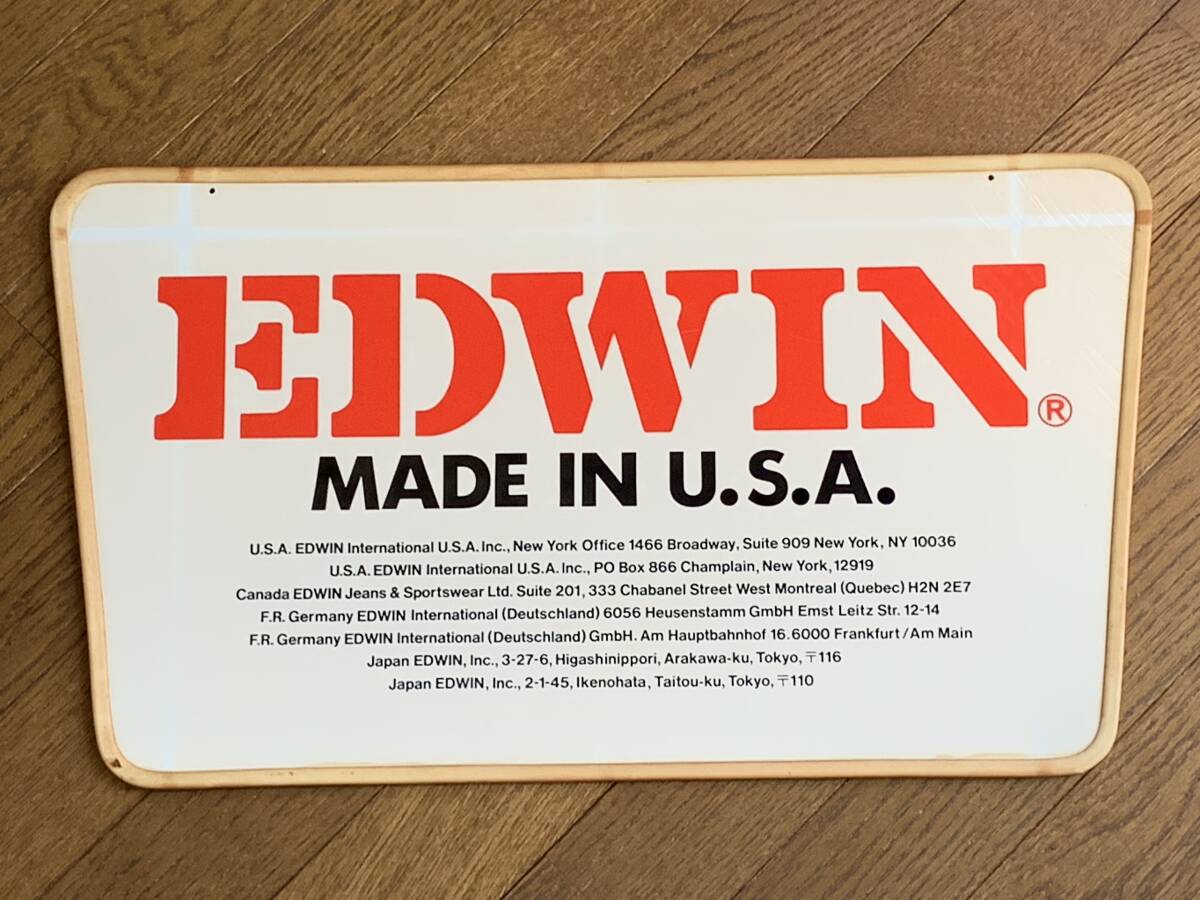 EDWIN®
MADE IN U.S.A.
U.S.A. EDWIN International U.S.A. Inc., New York Office 1466 Broadway, Suite 909 New York, NY 10036
U.S.A. EDWIN International U.S.A. Inc., PO Box 866 Champlain, New York, 12919
Canada EDWIN Jeans & Sportswear Ltd. Suite 201, 333 Chabanel Street West Montreal (Quebec) H2N 2E7
F.R. Germany EDWIN International (Deutschland) 6056 Heusenstamm GmbH Emst Leitz Str. 12-14
F.R. Germany EDWIN International (Deutschland) GmbH. Am Hauptbahnhof 16.6000 Frankfurt/Am Main
Japan EDWIN, Inc., 3-27-6, Higashinippori, Arakawa-ku, Tokyo, 〒116
Japan EDWIN, Inc., 2-1-45, Ikenohata, Taitou-ku, Tokyo, 〒110